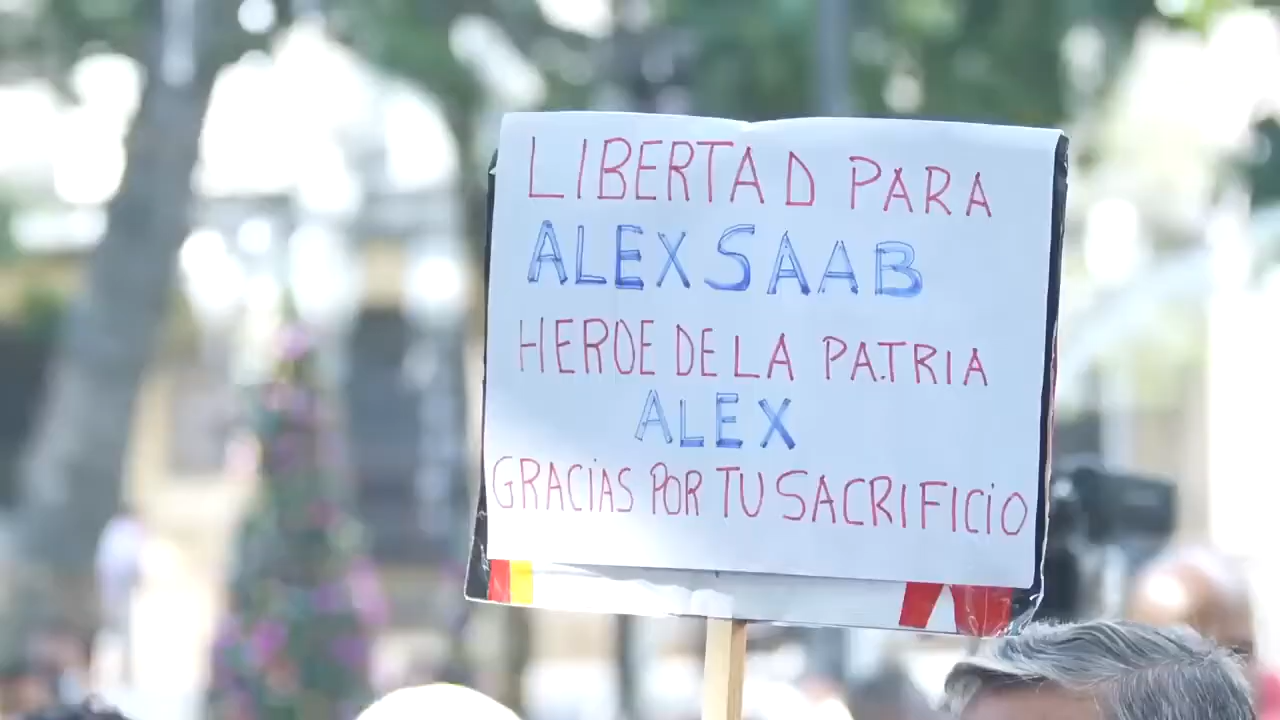 LIBERTAD PARA
ALEX SAAB
HEROE DE LA PATRIA
ALEX
GRACIAS POR TU SACRIFICIO